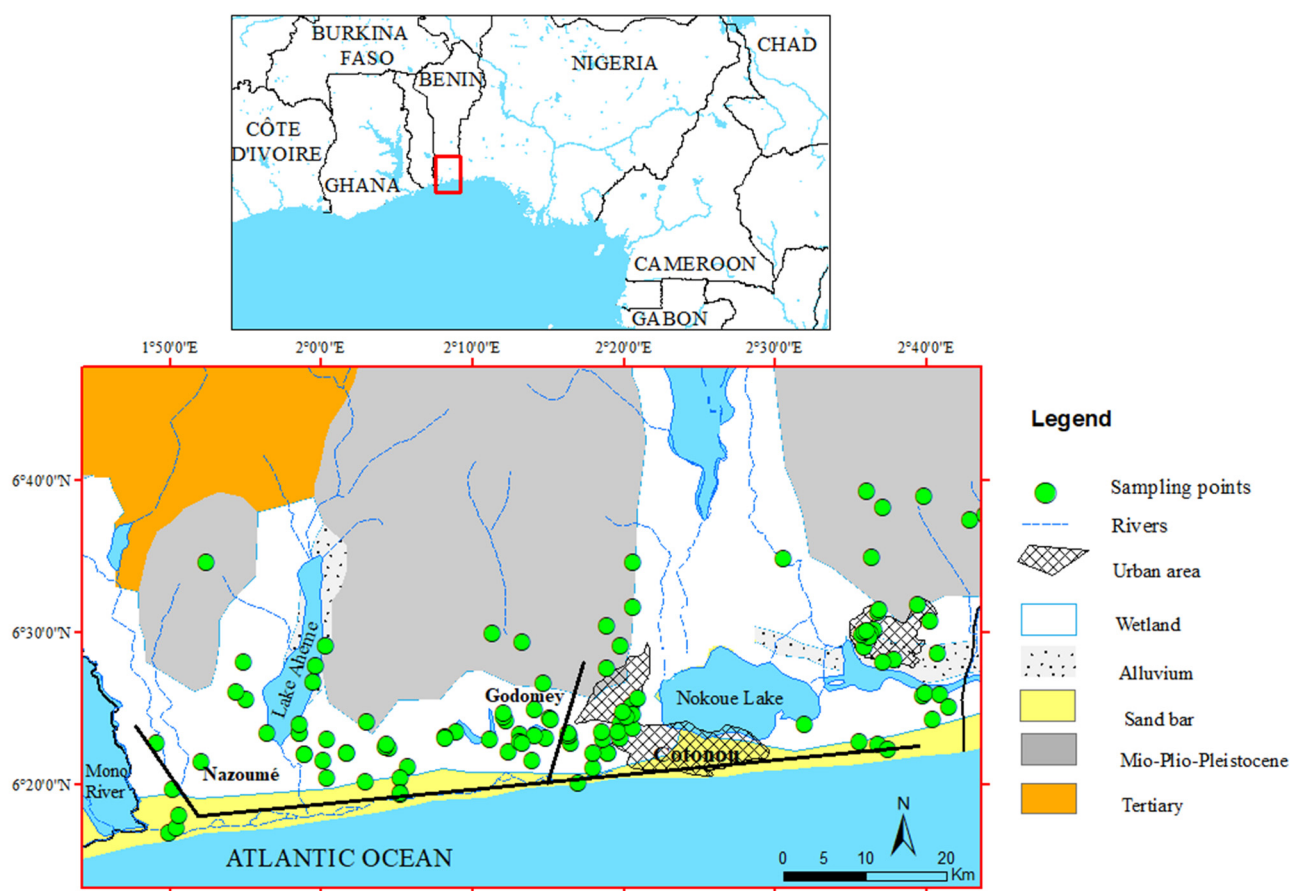 BURKINA
FASO
BENIN
NIGERIA
CHAD
CÔTE
D'IVOIRE
GHANA
CAMEROON
GABON
1°50'0"E
2°0'0"E
2°10'0"E
2°20'0"E
2°30'0"E
2°40'0"E
6°40'0"N
6°30'0"N
6°20'0"N
Lake Aheme
Godomey
Nokoue Lake
Cotonou
Nazoumé
Mono
River
ATLANTIC OCEAN
N
0 5 10 20
Km
Legend
Sampling points
Rivers
Urban area
Wetland
Alluvium
Sand bar
Mio-Plio-Pleistocene
Tertiary